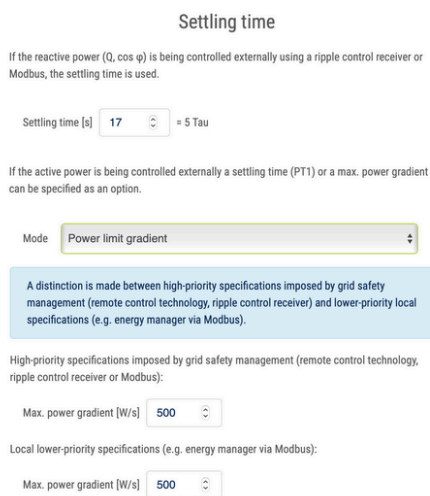 Settling time
If the reactive power (Q, cos φ) is being controlled externally using a ripple control receiver or
Modbus, the settling time is used.
Settling time [s] 17 = 5 Tau
If the active power is being controlled externally a settling time (PT1) or a max. power gradient
can be specified as an option.
Mode Power limit gradient
A distinction is made between high-priority specifications imposed by grid safety
management (remote control technology, ripple control receiver) and lower-priority local
specifications (e.g. energy manager via Modbus).
High-priority specifications imposed by grid safety management (remote control technology,
ripple control receiver or Modbus):
Max. power gradient [W/s] 500
Local lower-priority specifications (e.g. energy manager via Modbus):
Max. power gradient [W/s] 500